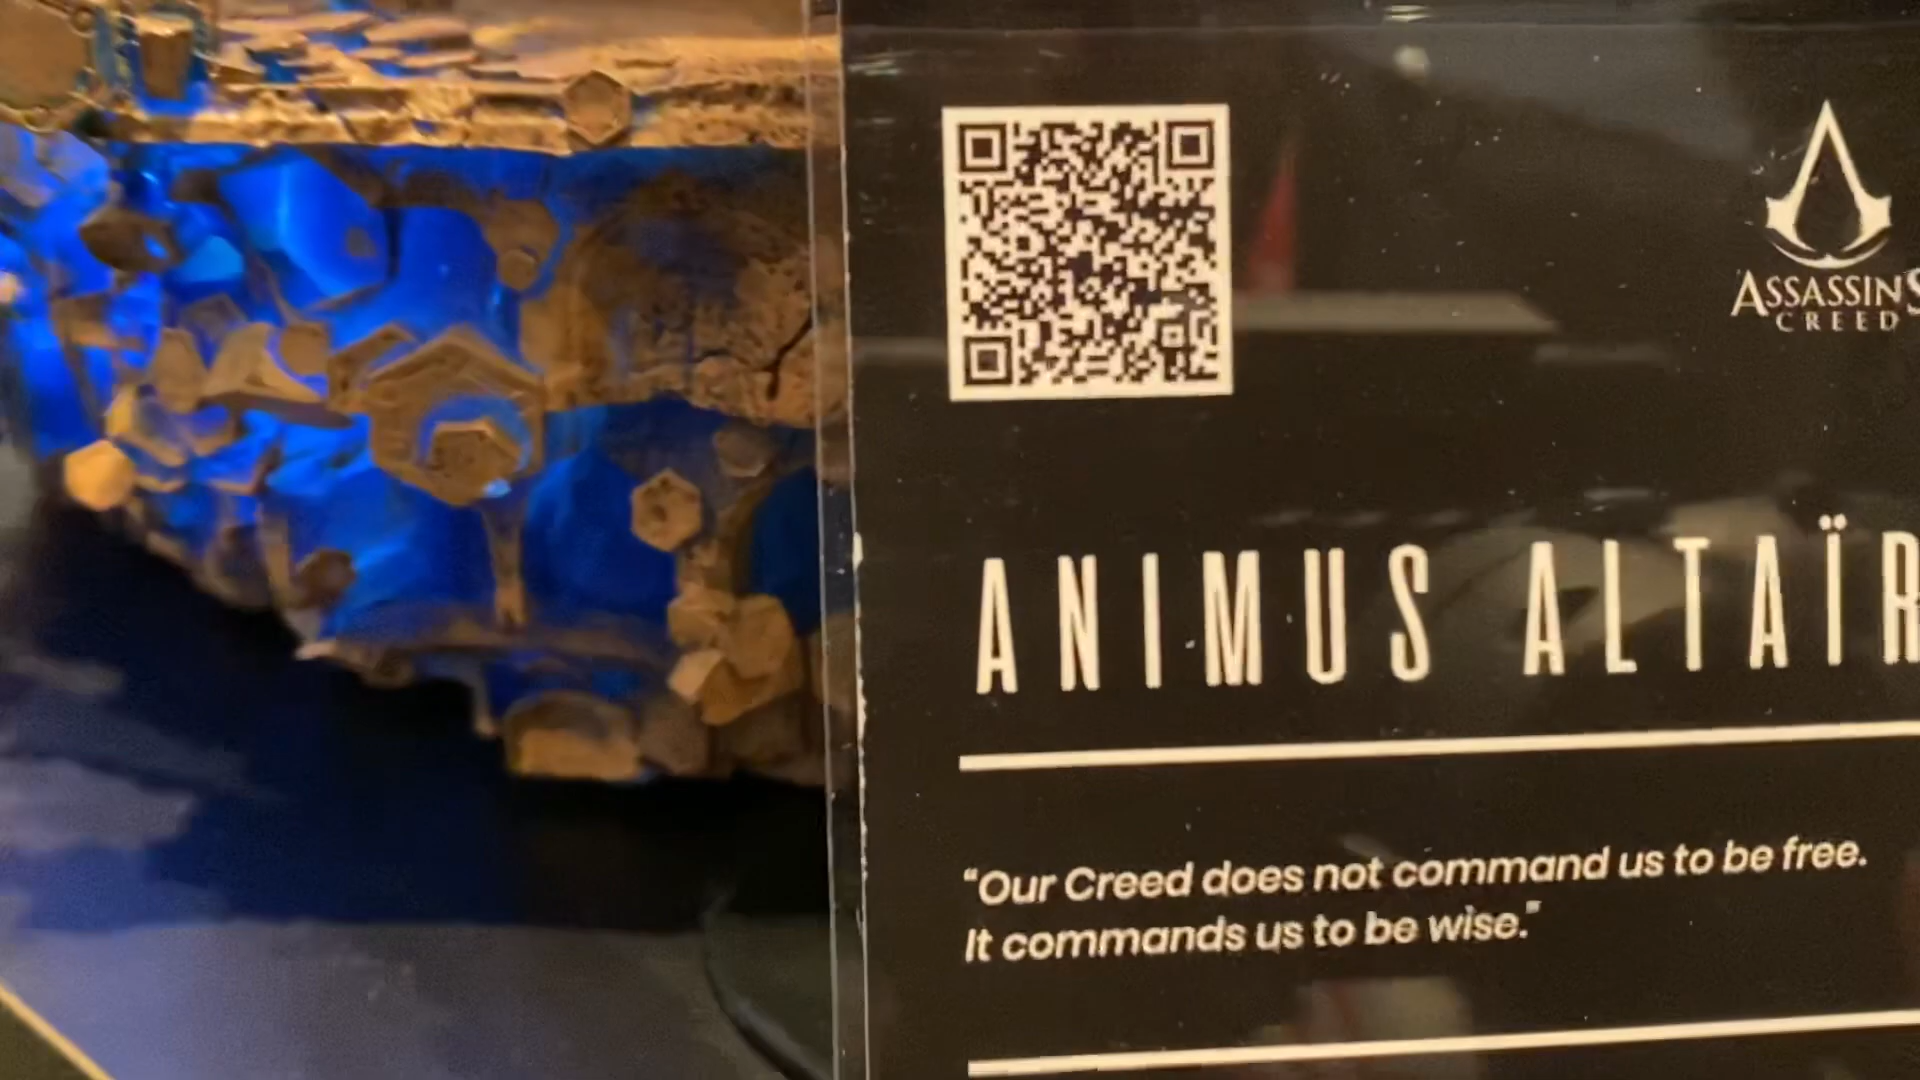 ASSASSIN'S
CREED
ANIMUS ALTAÏR
“Our Creed does not command us to be free.
It commands us to be wise.”